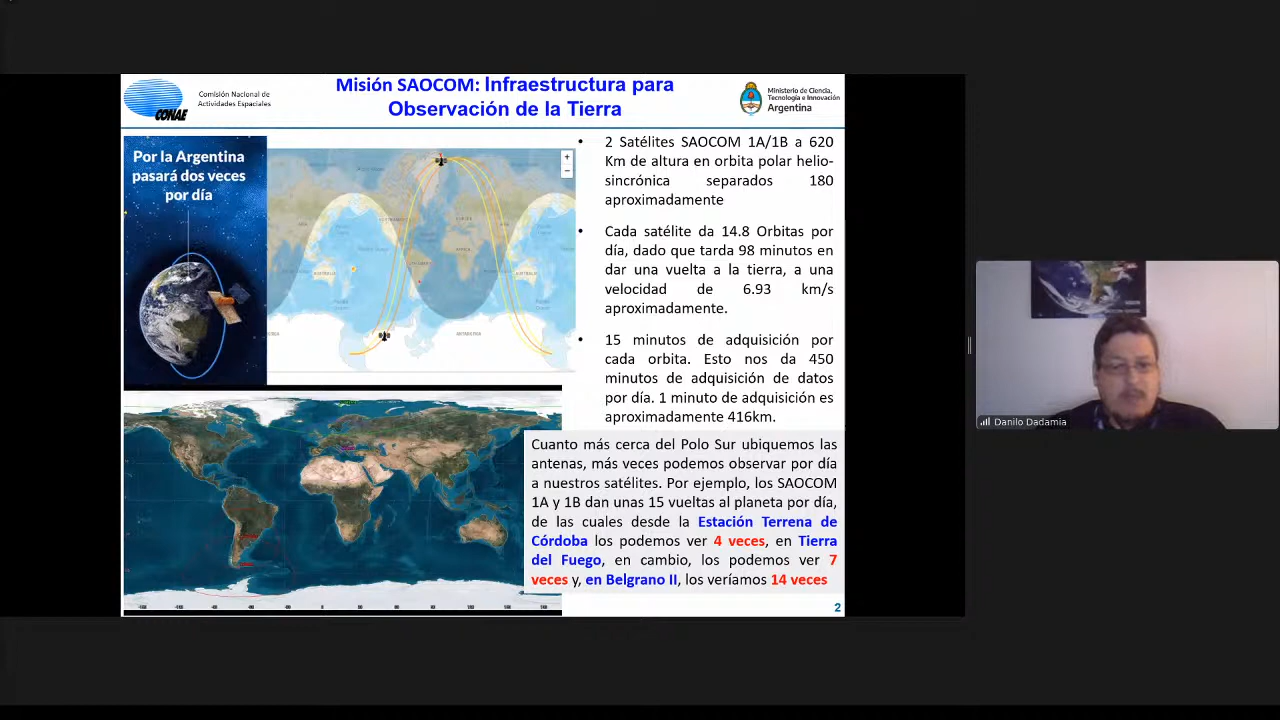 Misión SAOCOM: Infraestructura para
Observación de la Tierra
CONAE
Comisión Nacional de
Actividades Espaciales
Ministerio de Ciencia,
Tecnología e Innovación
Argentina
Por la Argentina
pasará dos veces
por día
+
−
• 2 Satélites SAOCOM 1A/1B a 620
Km de altura en orbita polar helio-
sincrónica separados 180
aproximadamente
• Cada satélite da 14.8 Orbitas por
día, dado que tarda 98 minutos en
dar una vuelta a la tierra, a una
velocidad de 6.93 km/s
aproximadamente.
• 15 minutos de adquisición por
cada orbita. Esto nos da 450
minutos de adquisición de datos
por día. 1 minuto de adquisición es
aproximadamente 416km.
Cuanto más cerca del Polo Sur ubiquemos las
antenas, más veces podemos observar por día
a nuestros satélites. Por ejemplo, los SAOCOM
1A y 1B dan unas 15 vueltas al planeta por día,
de las cuales desde la Estación Terrena de
Córdoba los podemos ver 4 veces, en Tierra
del Fuego, en cambio, los podemos ver 7
veces y, en Belgrano II, los veríamos 14 veces
2
Danilo Dadamia